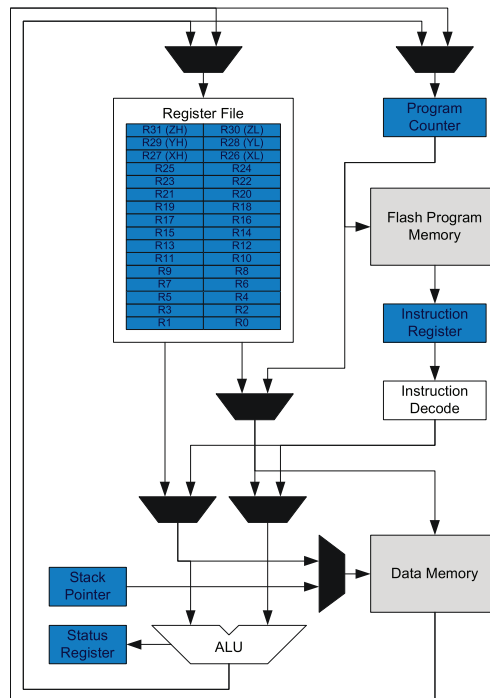 Register File
R31 (ZH) R30 (ZL)
R29 (YH) R28 (YL)
R27 (XH) R26 (XL)
R25 R24
R23 R22
R21 R20
R19 R18
R17 R16
R15 R14
R13 R12
R11 R10
R9 R8
R7 R6
R5 R4
R3 R2
R1 R0
Program
Counter
Flash Program
Memory
Instruction
Register
Instruction
Decode
Data Memory
Stack
Pointer
Status
Register
ALU